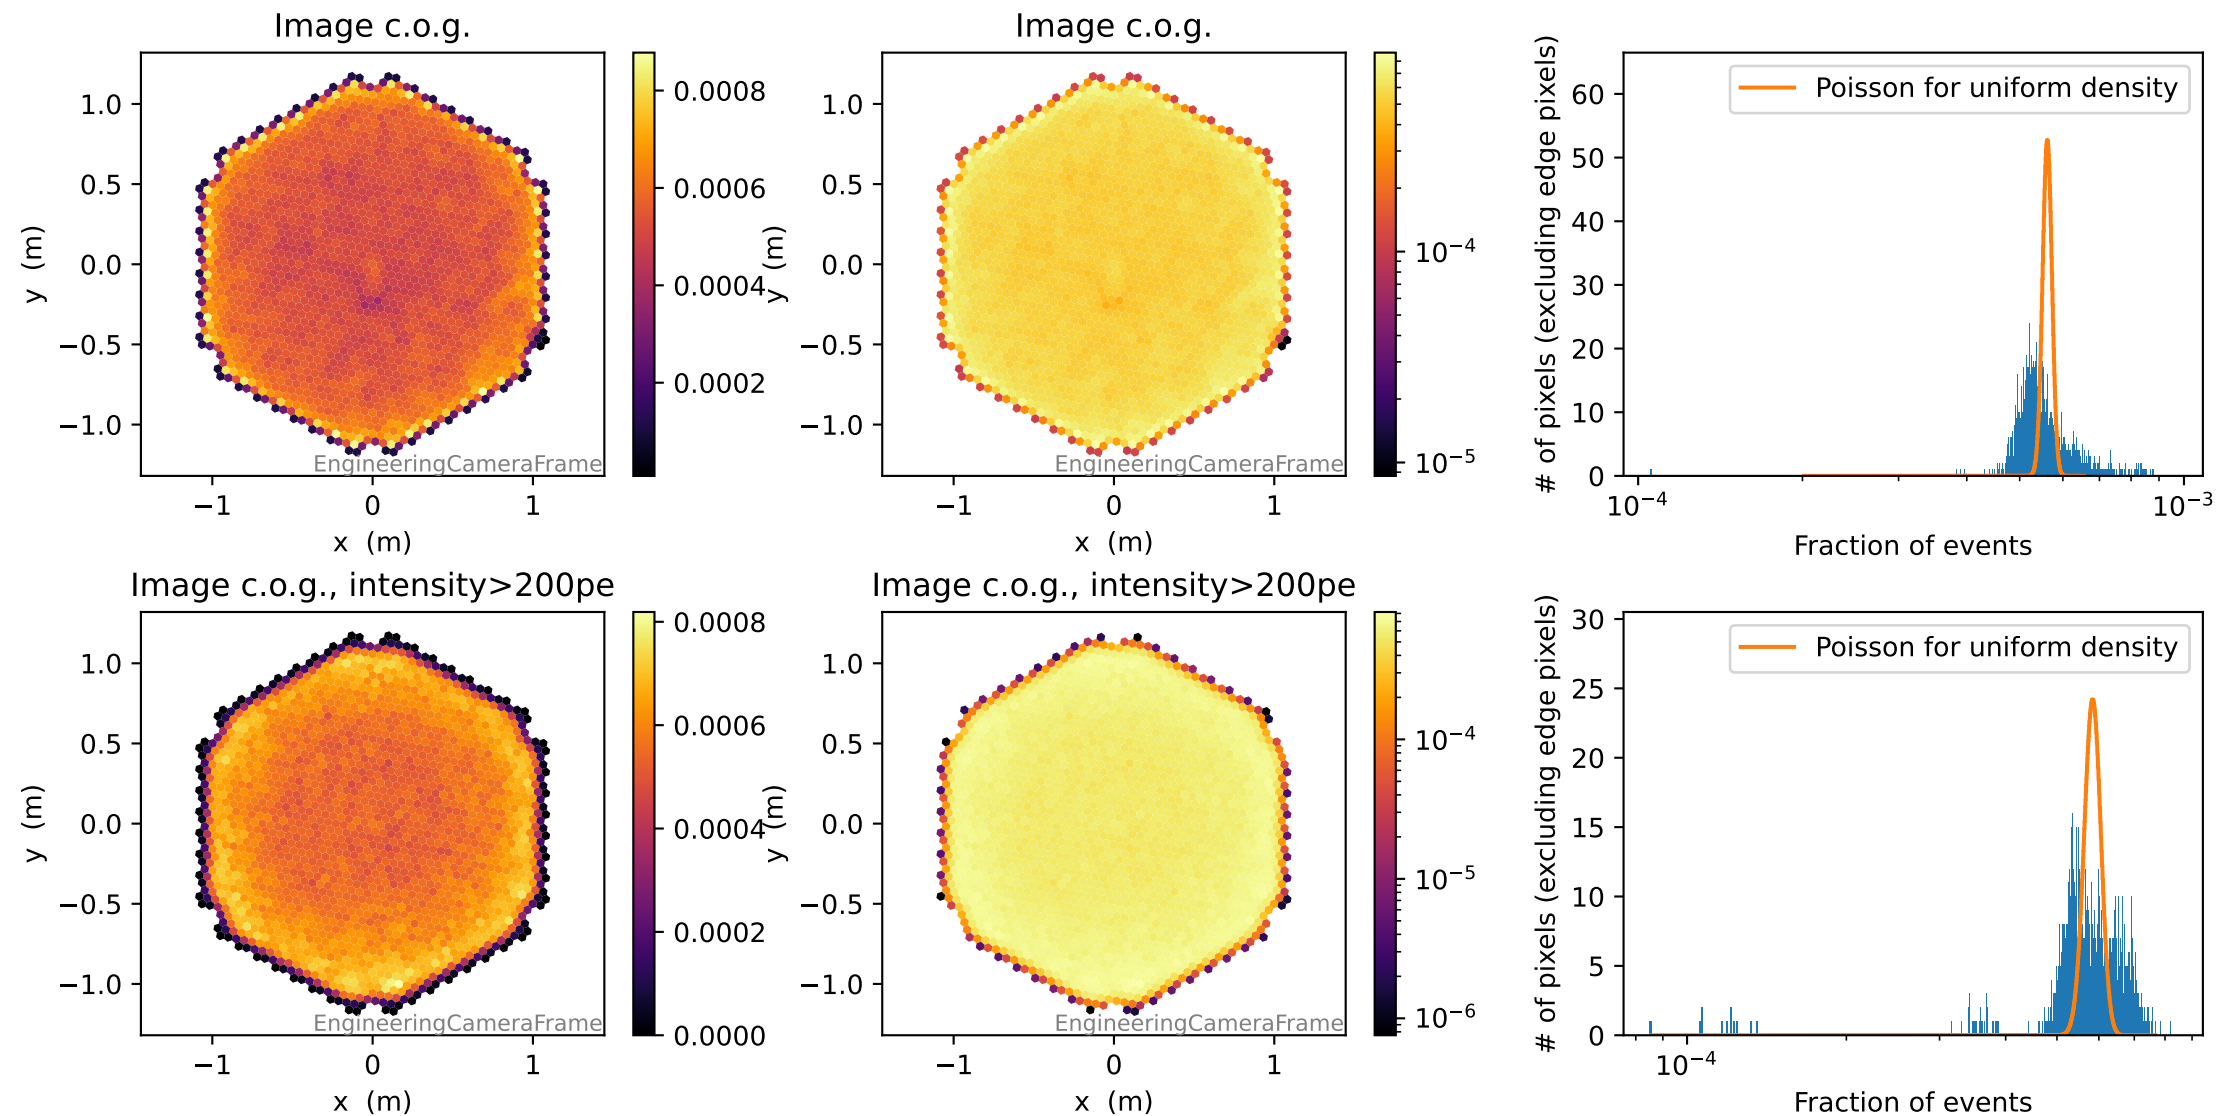 Image c.o.g.
1.0
0.5
0.0
−0.5
−1.0
y (m)
−1
0
1
x (m)
EngineeringCameraFrame
0.0008
0.0006
0.0004
0.0002
Image c.o.g.
1.0
0.5
0.0
−0.5
−1.0
y (m)
−1
0
1
x (m)
EngineeringCameraFrame
10⁻⁴
10⁻⁵
# of pixels (excluding edge pixels)
60
50
40
30
20
10
0
Poisson for uniform density
10⁻⁴
10⁻³
Fraction of events
Image c.o.g., intensity>200pe
1.0
0.5
0.0
−0.5
−1.0
y (m)
−1
0
1
x (m)
EngineeringCameraFrame
0.0008
0.0006
0.0004
0.0002
0.0000
Image c.o.g., intensity>200pe
1.0
0.5
0.0
−0.5
−1.0
y (m)
−1
0
1
x (m)
EngineeringCameraFrame
10⁻⁴
10⁻⁵
10⁻⁶
# of pixels (excluding edge pixels)
30
25
20
15
10
5
0
Poisson for uniform density
10⁻⁴
Fraction of events